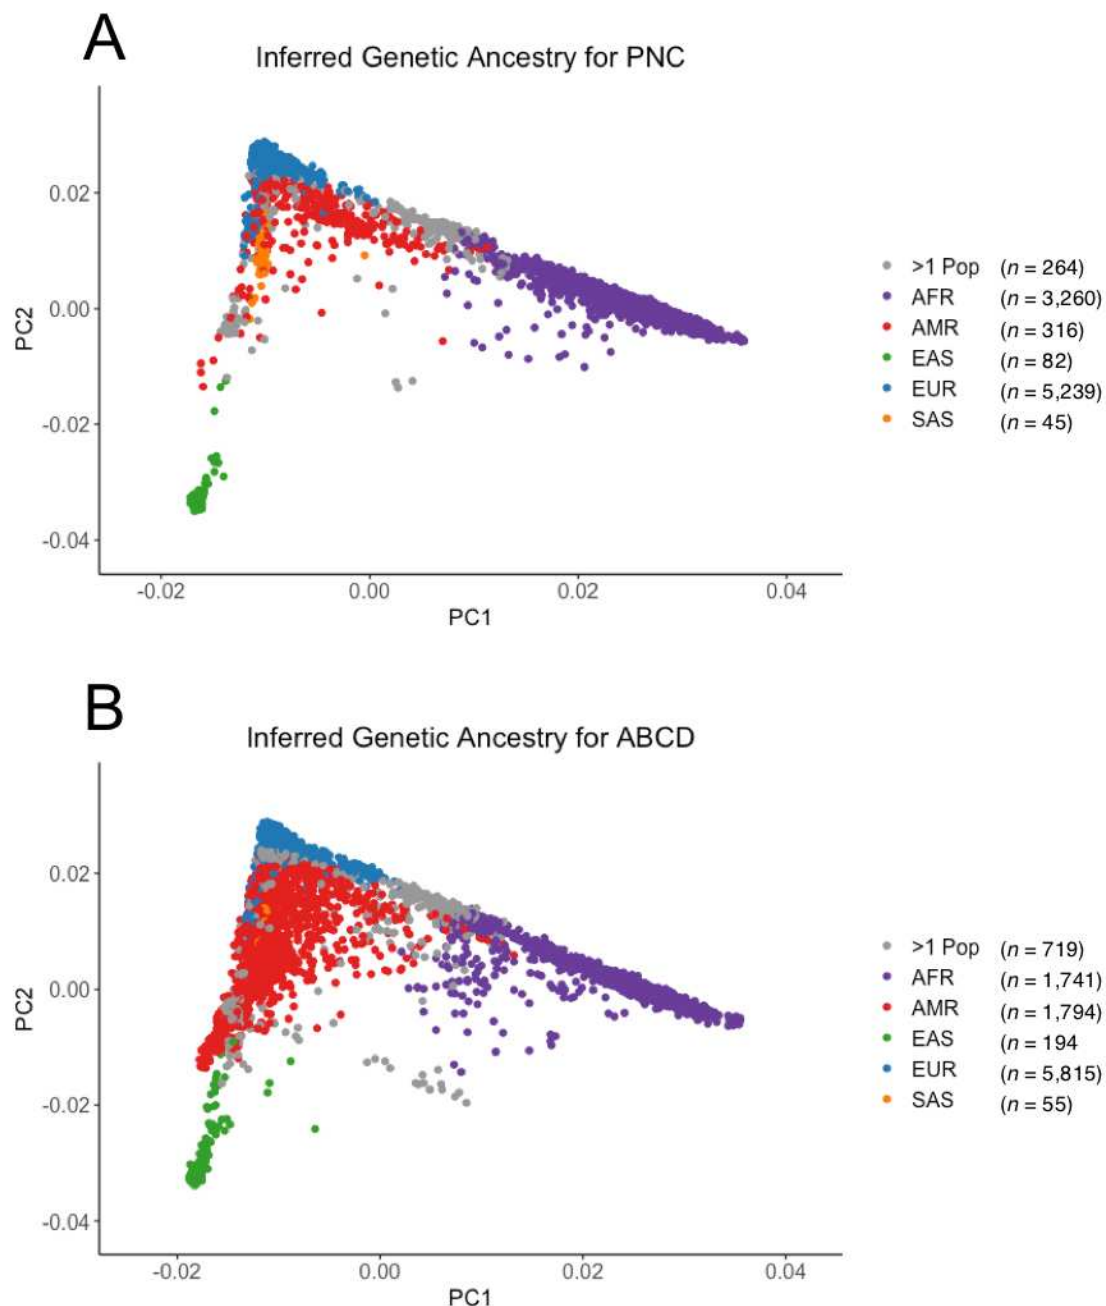 A
Inferred Genetic Ancestry for PNC
0.02
0.00
-0.02
-0.04
PC2
-0.02 0.00 0.02 0.04
PC1
>1 Pop (n = 264)
AFR (n = 3,260)
AMR (n = 316)
EAS (n = 82)
EUR (n = 5,239)
SAS (n = 45)
B
Inferred Genetic Ancestry for ABCD
0.02
0.00
-0.02
-0.04
PC2
-0.02 0.00 0.02 0.04
PC1
>1 Pop (n = 719)
AFR (n = 1,741)
AMR (n = 1,794)
EAS (n = 194
EUR (n = 5,815)
SAS (n = 55)